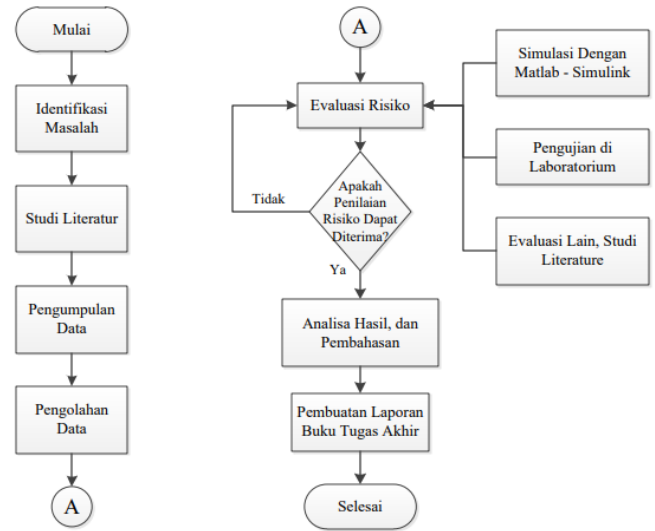 Mulai
Identifikasi
Masalah
Studi Literatur
Pengumpulan
Data
Pengolahan
Data
A
A
Evaluasi Risiko
Apakah
Penilaian
Risiko Dapat
Diterima?
Tidak
Ya
Analisa Hasil, dan
Pembahasan
Pembuatan Laporan
Buku Tugas Akhir
Selesai
Simulasi Dengan
Matlab - Simulink
Pengujian di
Laboratorium
Evaluasi Lain, Studi
Literature